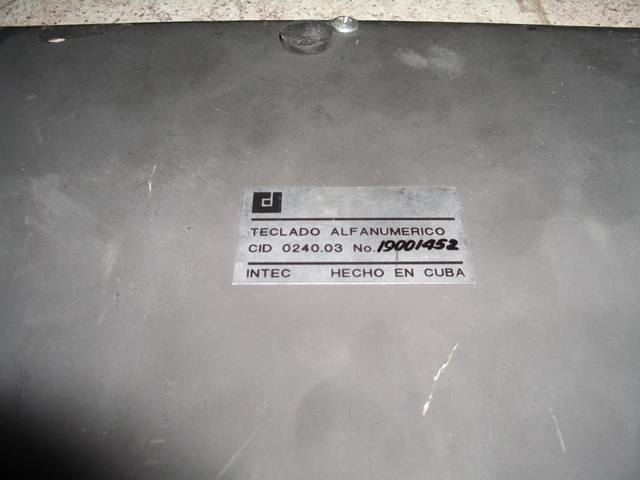 TECLADO ALFANUMERICO
CID 0240.03 No. 19001452
INTEC HECHO EN CUBA